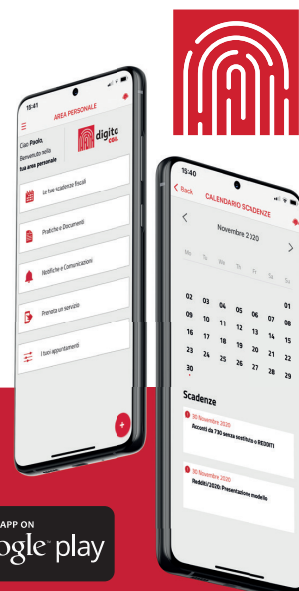 15:41
AREA PERSONALE
Ciao Paolo,
Benvenuto nella
tua area personale
digita
Le tue scadenze fiscali
Pratiche e Documenti
Notifiche e Comunicazioni
Prenota un servizio
I tuoi appuntamenti
+
15:40
Back
CALENDARIO SCADENZE
Novembre 2020
Mo Tu We Th Fr Sa Su
01
02 03 04 05 06 07 08
09 10 11 12 13 14 15
16 17 18 19 20 21 22
23 24 25 26 27 28 29
30
Scadenze
30 Novembre 2020
Acconti da 730 senza sostituto o REDDITI
30 Novembre 2020
Redditi/2020: Presentazione modello
APP ON
ogle play